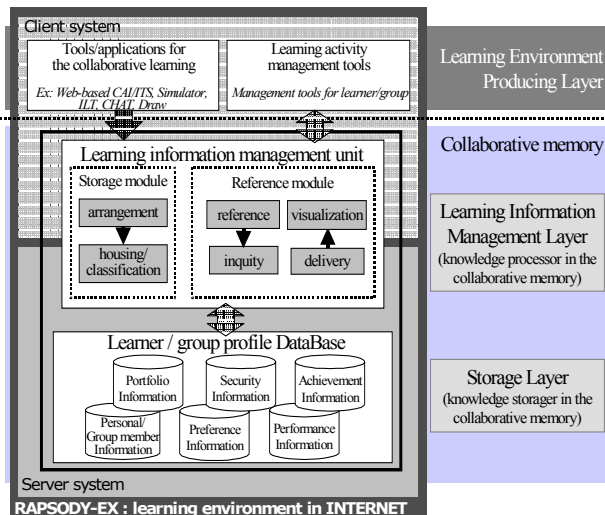 Client system
Tools/applications for
the collaborative learning
Ex: Web-based CAI/ITS, Simulator,
ILT, CHAT, Draw
Learning activity
management tools
Management tools for learner/group
Learning Environment
Producing Layer
Collaborative memory
Learning information management unit
Storage module
arrangement
housing/
classification
Reference module
reference
visualization
inquity
delivery
Learning Information
Management Layer
(knowledge processor in the
collaborative memory)
Learner / group profile DataBase
Portfolio
Information
Security
Information
Achievement
Information
Personal/
Group member
Information
Preference
Information
Performance
Information
Storage Layer
(knowledge storager in the
collaborative memory)
Server system
RAPSODY-EX : learning environment in INTERNET